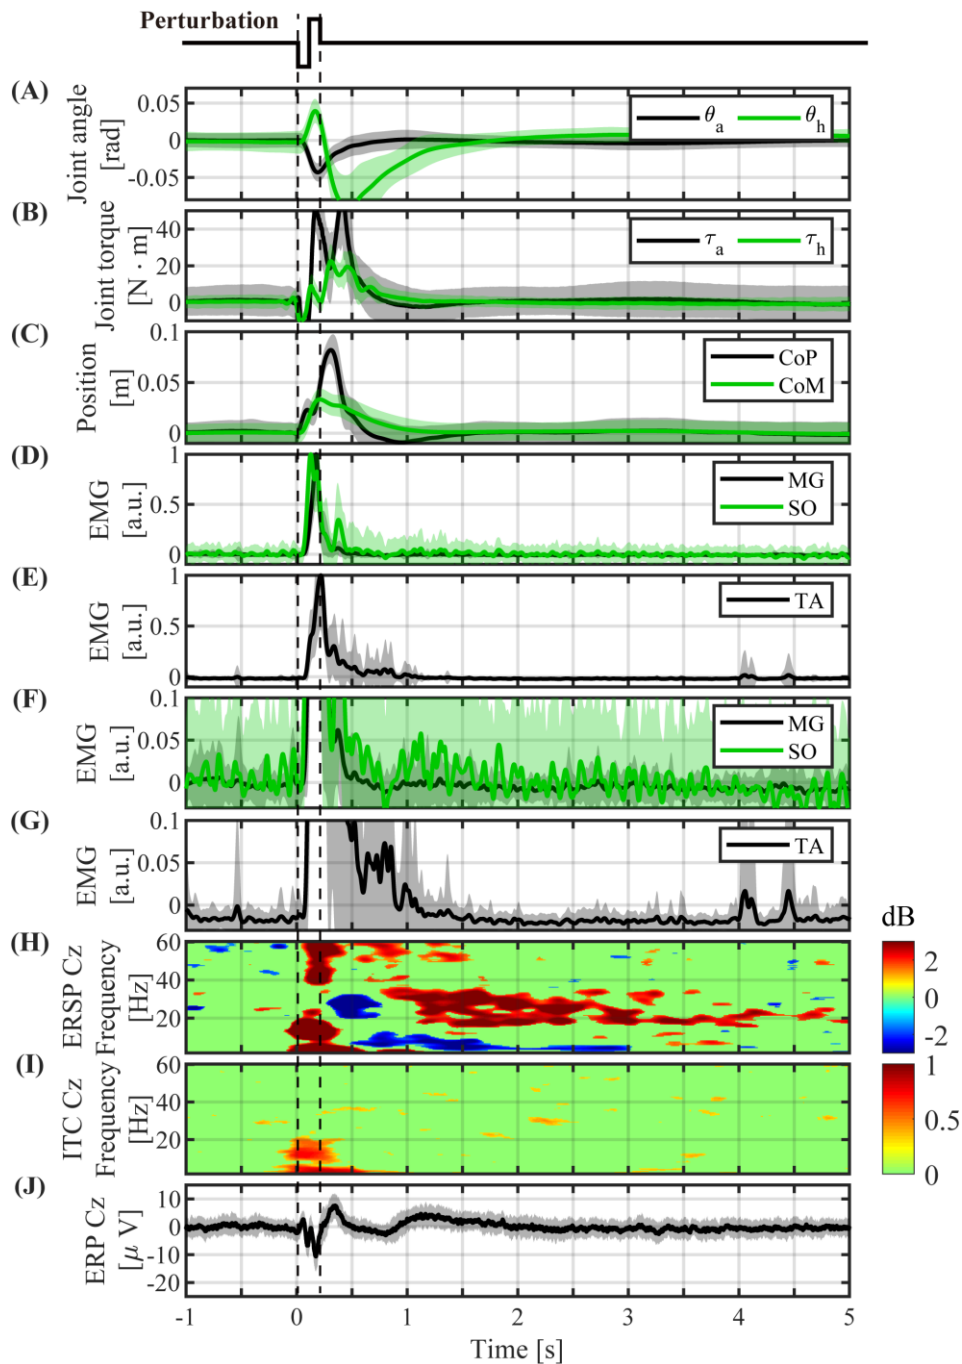 Perturbation
(A)
Joint angle
[rad]
0.05
0
-0.05
θa
θh
(B)
Joint torque
[N · m]
40
20
0
τa
τh
(C)
Position
[m]
0.1
0.05
0
CoP
CoM
(D)
EMG
[a.u.]
1
0.5
0
MG
SO
(E)
EMG
[a.u.]
1
0.5
0
TA
(F)
EMG
[a.u.]
0.1
0.05
0
MG
SO
(G)
EMG
[a.u.]
0.1
0.05
0
TA
dB
(H)
ERSP Cz
Frequency
[Hz]
60
40
20
2
0
-2
(I)
ITC Cz
Frequency
[Hz]
60
40
20
1
0.5
0
(J)
ERP Cz
[μ V]
10
0
-10
-20
-1
0
1
2
3
4
5
Time [s]